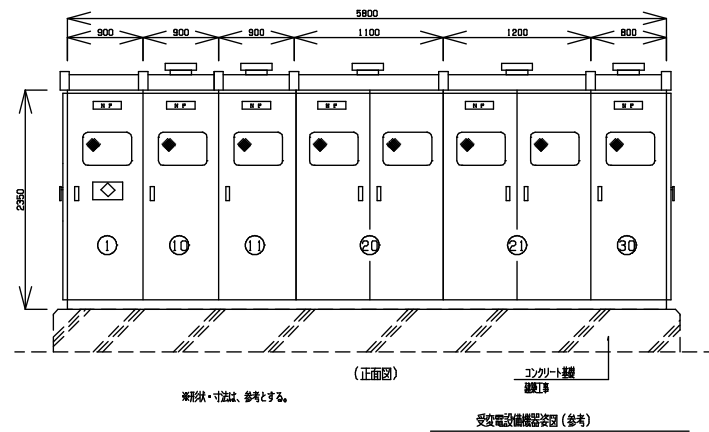 5800
900 900 900 1100 1200 800
NP NP NP NP NP NP
2350
1 10 11 20 21 30
(正面図)
コンクリート基礎
建築工事
※形状・寸法は、参考とする。
受変電設備機器姿図(参考)